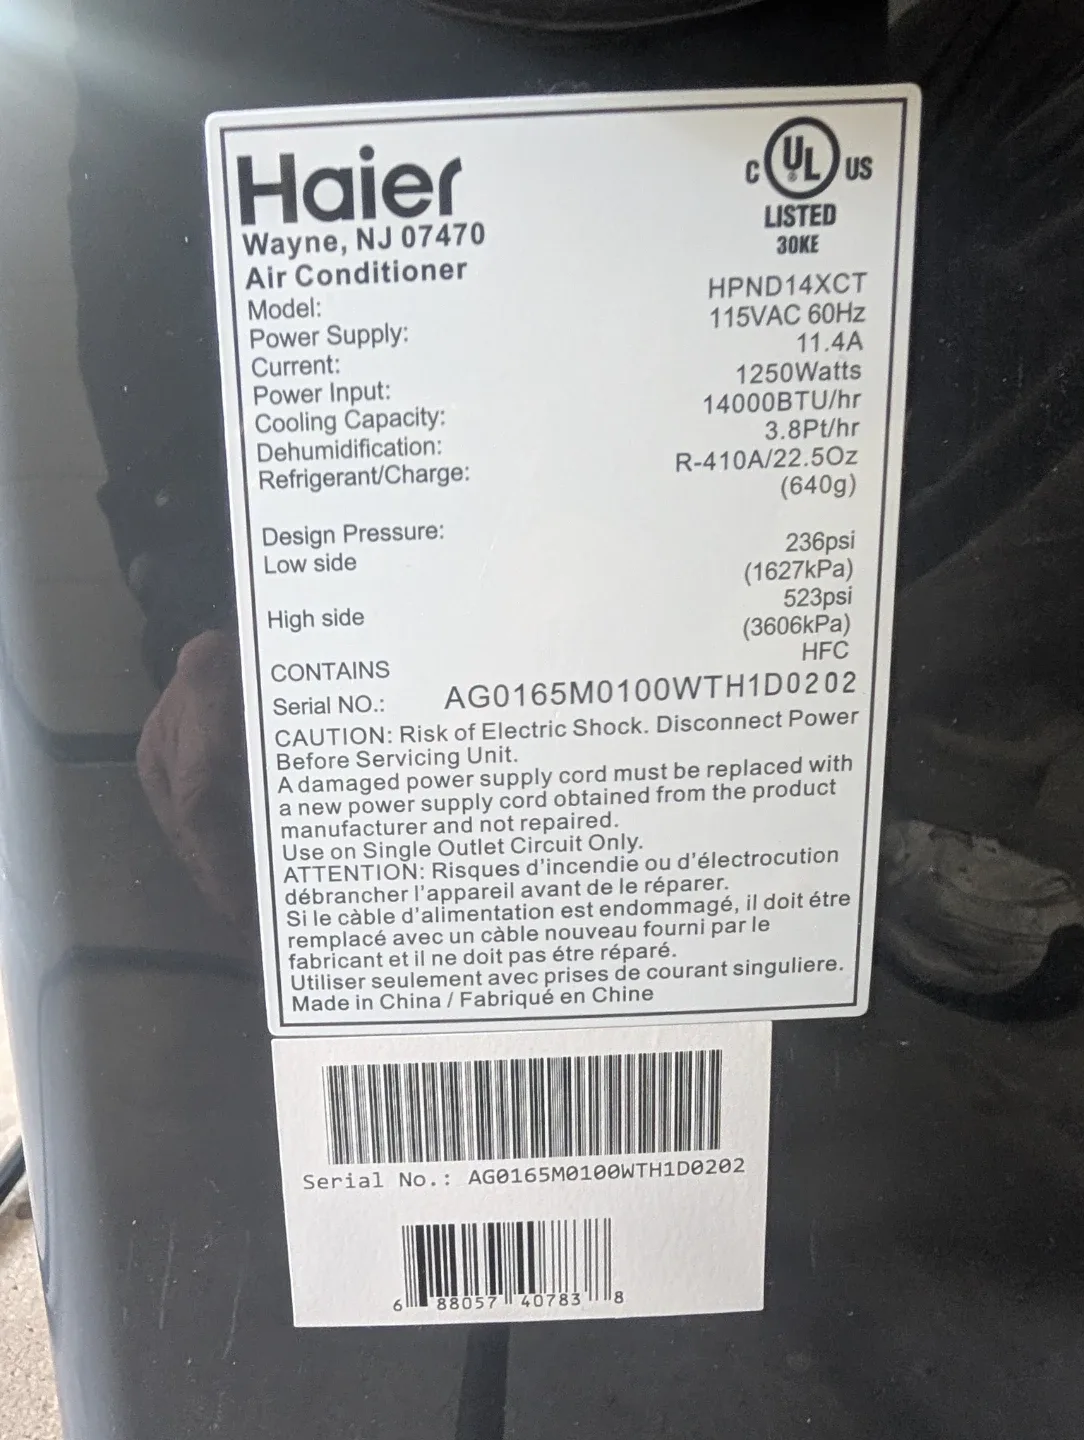 Haier
C UL US
LISTED
30KE
Wayne, NJ 07470
Air Conditioner
Model: HPND14XCT
Power Supply: 115VAC 60Hz
Current: 11.4A
Power Input: 1250Watts
Cooling Capacity: 14000BTU/hr
Dehumidification: 3.8Pt/hr
Refrigerant/Charge: R-410A/22.5Oz
(640g)
Design Pressure:
Low side 236psi
(1627kPa)
High side 523psi
(3606kPa)
CONTAINS HFC
Serial NO.: AG0165M0100WTH1D0202
CAUTION: Risk of Electric Shock. Disconnect Power
Before Servicing Unit.
A damaged power supply cord must be replaced with
a new power supply cord obtained from the product
manufacturer and not repaired.
Use on Single Outlet Circuit Only.
ATTENTION: Risques d'incendie ou d'électrocution
débrancher l'appareil avant de le réparer.
Si le càble d'alimentation est endommagé, il doit étre
remplacé avec un càble nouveau fourni par le
fabricant et il ne doit pas étre réparé.
Utiliser seulement avec prises de courant singuliere.
Made in China / Fabriqué en Chine
Serial No.: AG0165M0100WTH1D0202
6 88057 40783 8